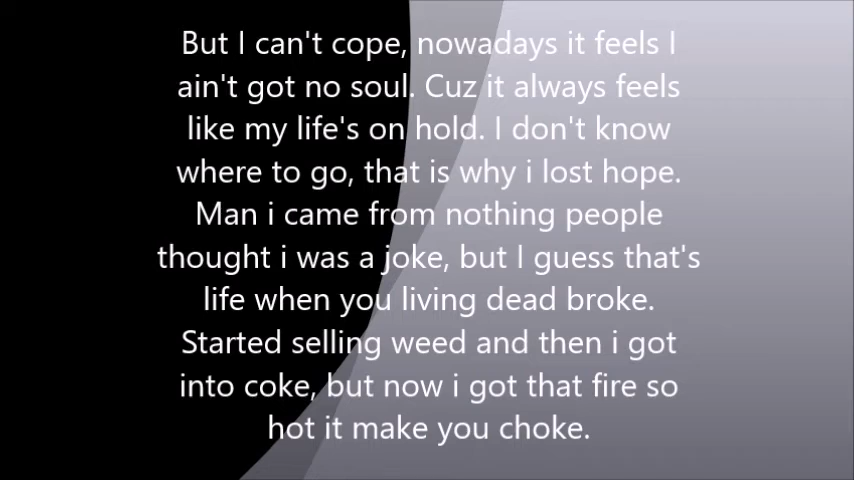 But I can't cope, nowadays it feels I
ain't got no soul. Cuz it always feels
like my life's on hold. I don't know
where to go, that is why i lost hope.
Man i came from nothing people
thought i was a joke, but I guess that's
life when you living dead broke.
Started selling weed and then i got
into coke, but now i got that fire so
hot it make you choke.